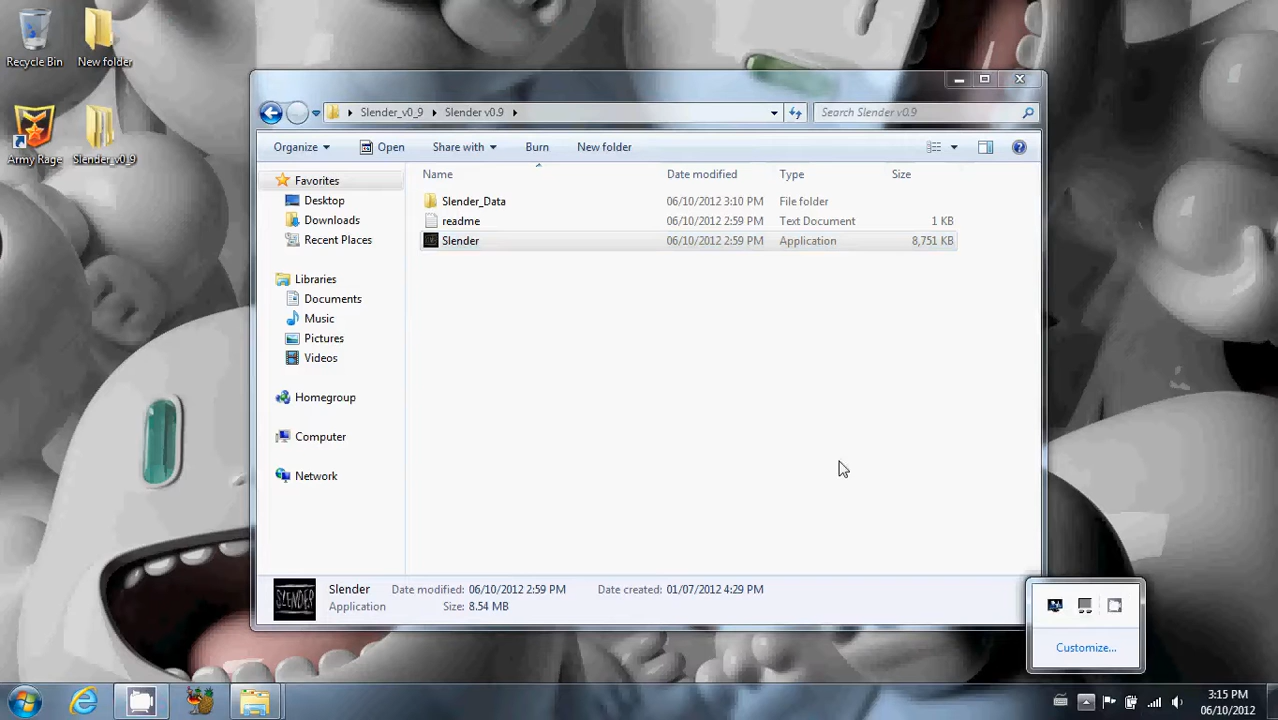 Recycle Bin
New folder
Army Rage
Slender_v0_9
Slender_v0_9
Slender v0.9
Search Slender v0.9
Organize
Open
Share with
Burn
New folder
Name
Date modified
Type
Size
Favorites
Desktop
Downloads
Recent Places
Libraries
Documents
Music
Pictures
Videos
Homegroup
Computer
Network
Slender_Data 06/10/2012 3:10 PM File folder
readme 06/10/2012 2:59 PM Text Document 1 KB
Slender 06/10/2012 2:59 PM Application 8,751 KB
SLENDER
Slender Date modified: 06/10/2012 2:59 PM Date created: 01/07/2012 4:29 PM
Application Size: 8.54 MB
Customize...
3:15 PM
06/10/2012